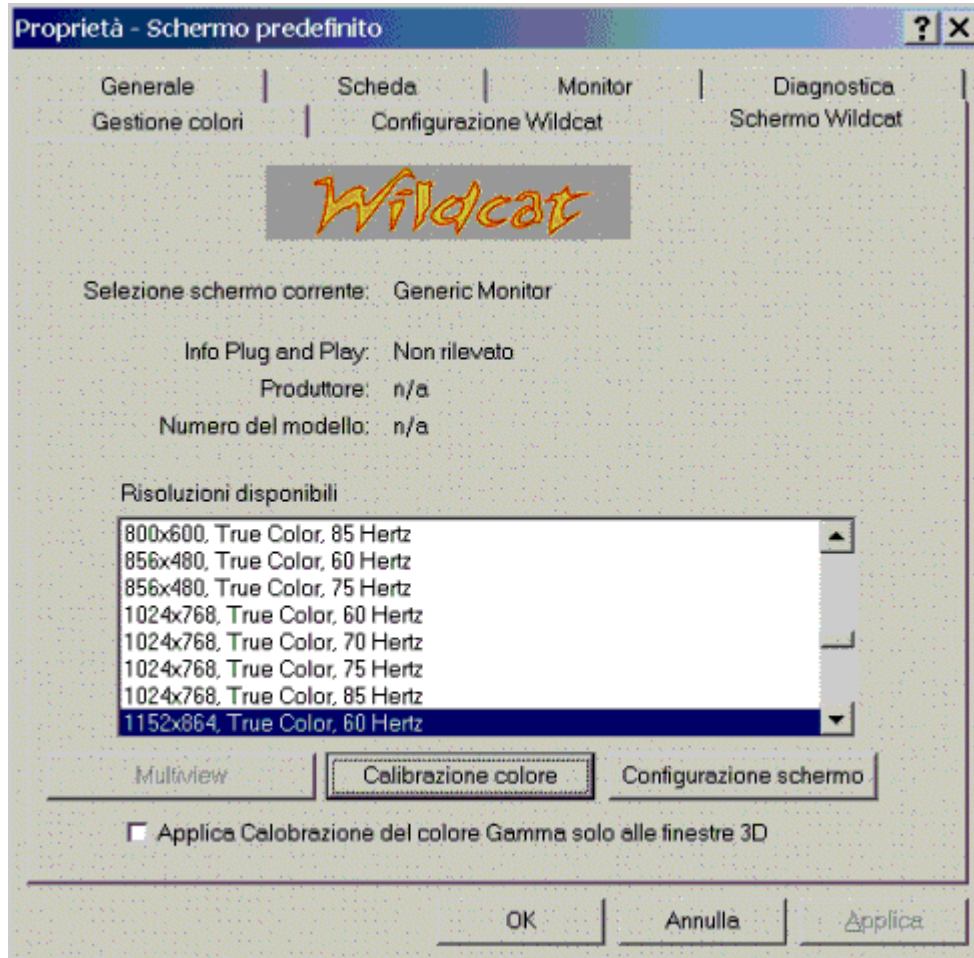 Proprietà - Schermo predefinito
Generale Scheda Monitor Diagnostica
Gestione colori Configurazione Wildcat Schermo Wildcat
Wildcat
Selezione schermo corrente: Generic Monitor
Info Plug and Play: Non rilevato
Produttore: n/a
Numero del modello: n/a
Risoluzioni disponibili
800x600, True Color, 85 Hertz
856x480, True Color, 60 Hertz
856x480, True Color, 75 Hertz
1024x768, True Color, 60 Hertz
1024x768, True Color, 70 Hertz
1024x768, True Color, 75 Hertz
1024x768, True Color, 85 Hertz
1152x864, True Color, 60 Hertz
Multiview Calibrazione colore Configurazione schermo
Applica Calobrazione del colore Gamma solo alle finestre 3D
OK Annulla Applica